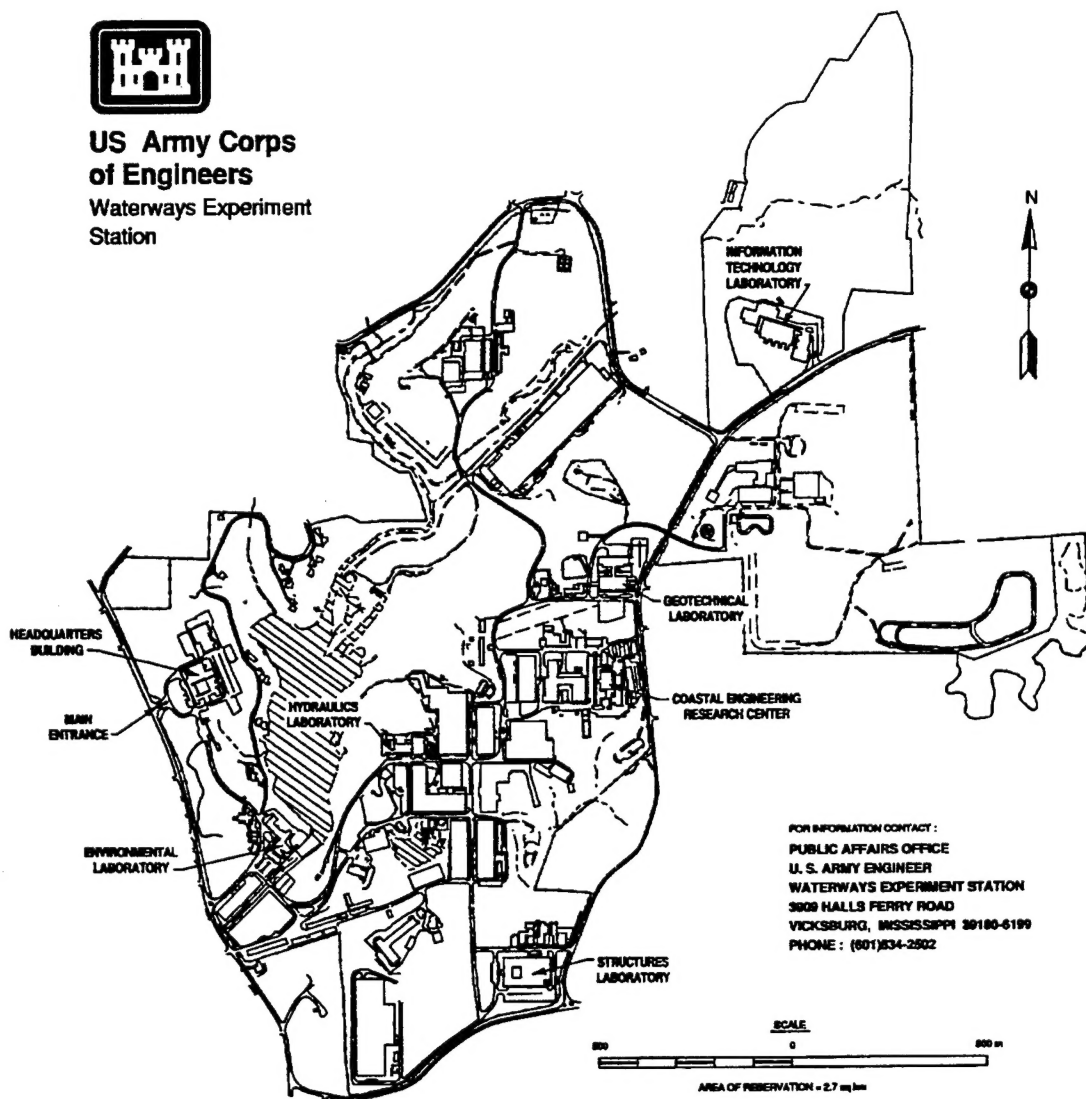 US Army Corps
of Engineers
Waterways Experiment
Station
N
INFORMATION
TECHNOLOGY
LABORATORY
GEOTECHNICAL
LABORATORY
HEADQUARTERS
BUILDING
MAIN
ENTRANCE
HYDRAULICS
LABORATORY
COASTAL ENGINEERING
RESEARCH CENTER
ENVIRONMENTAL
LABORATORY
STRUCTURES
LABORATORY
FOR INFORMATION CONTACT :
PUBLIC AFFAIRS OFFICE
U. S. ARMY ENGINEER
WATERWAYS EXPERIMENT STATION
3909 HALLS FERRY ROAD
VICKSBURG, MISSISSIPPI 39180-6199
PHONE : (601)634-2502
SCALE
0
AREA OF RESERVATION = 2.7 sq km